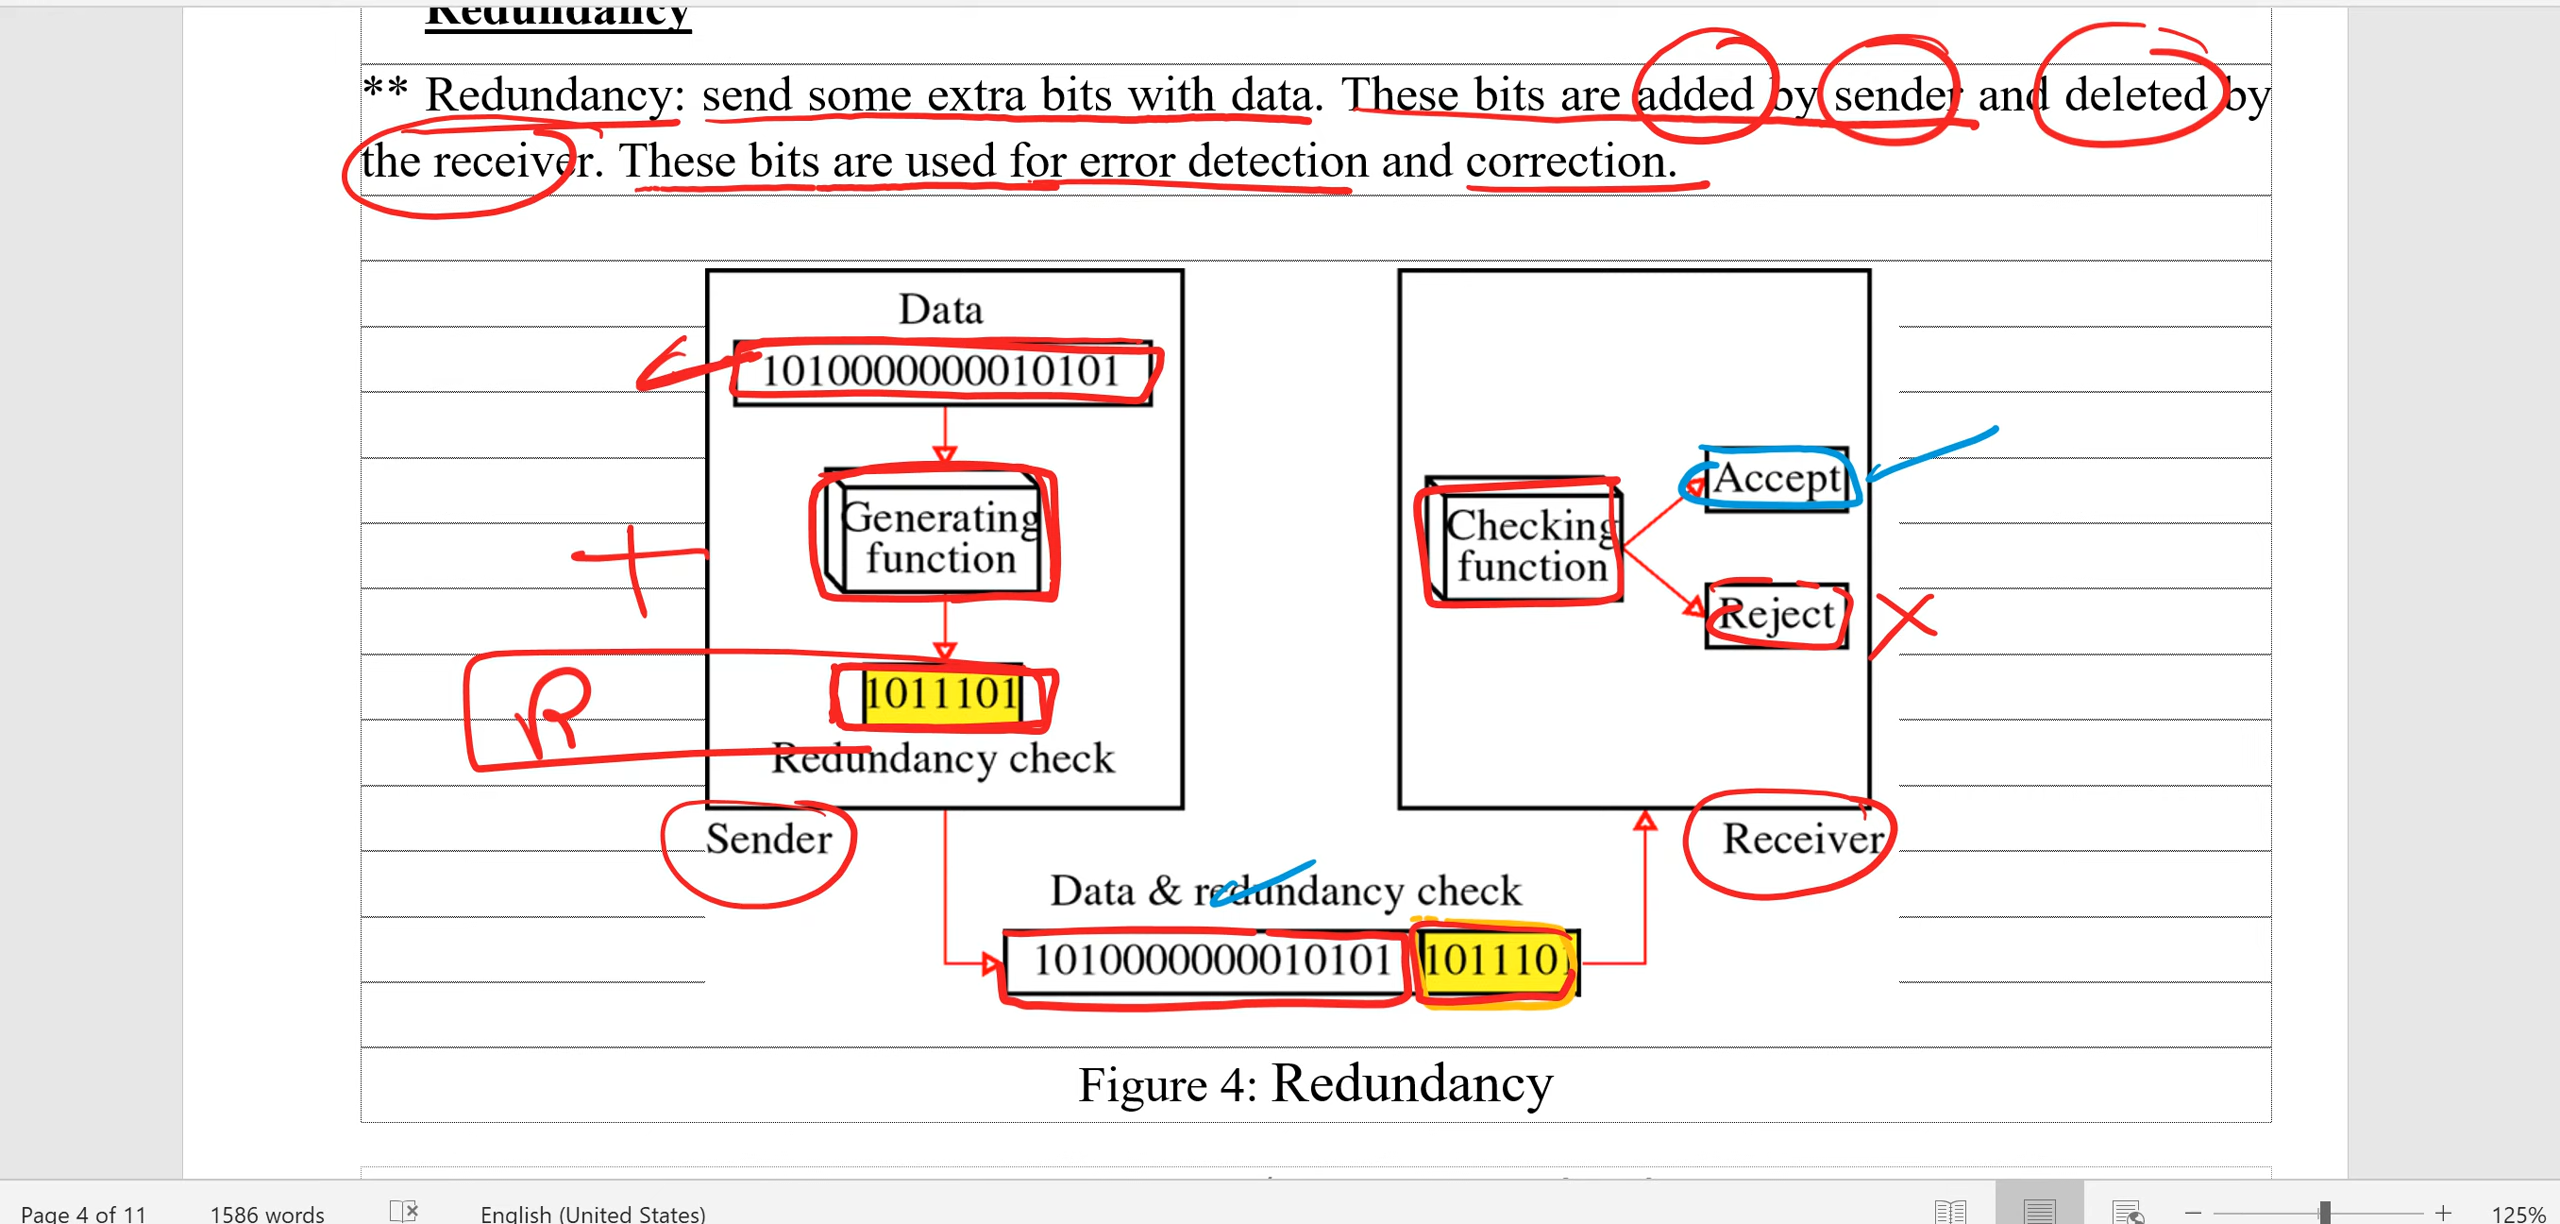 Redundancy
** Redundancy: send some extra bits with data. These bits are added by sender and deleted by
the receiver. These bits are used for error detection and correction.
Data
1010000000010101
Generating
function
1011101
Redundancy check
R
Sender
Checking
function
Accept
Reject
Receiver
Data & redundancy check
1010000000010101 1011101
Figure 4: Redundancy
Page 4 of 11 1586 words English (United States) 125%